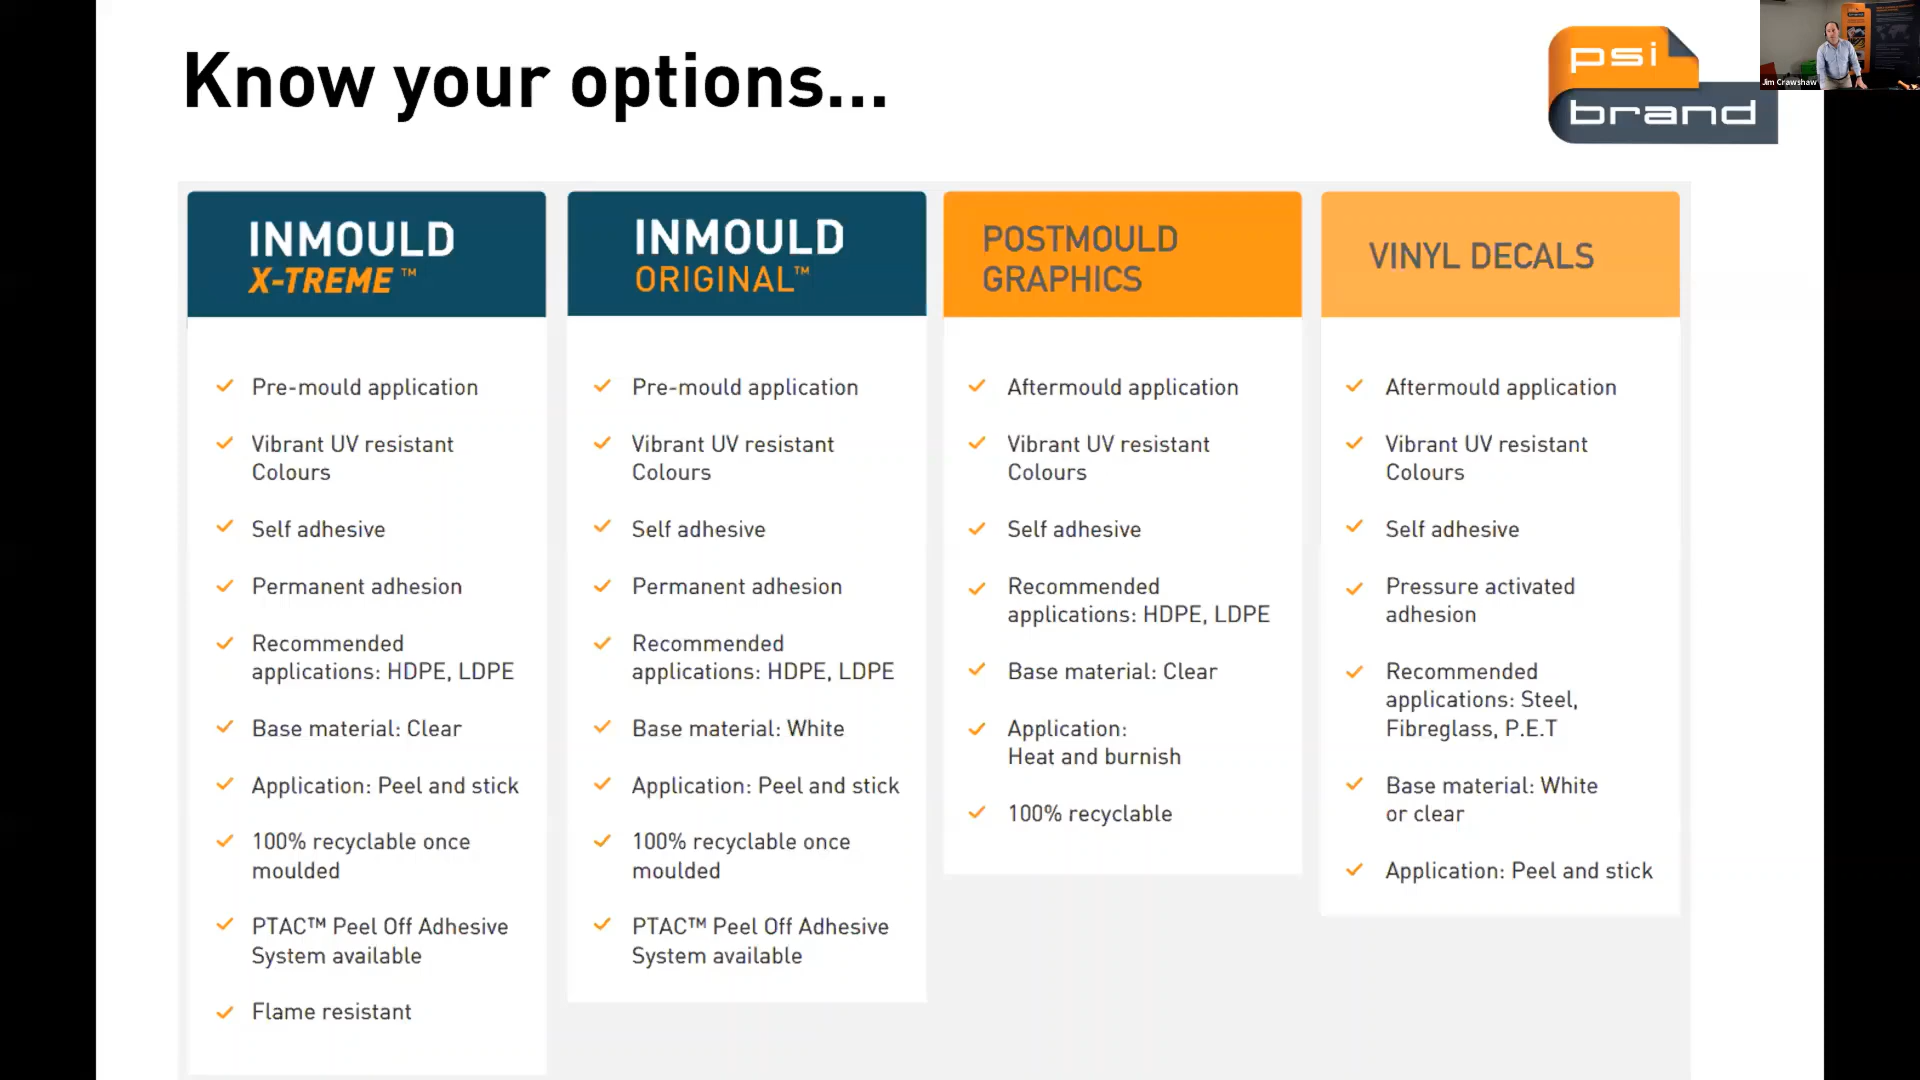 Know your options...
psi
brand
Jim Crawshaw
INMOULD
X-TREME™
Pre-mould application
Vibrant UV resistant
Colours
Self adhesive
Permanent adhesion
Recommended
applications: HDPE, LDPE
Base material: Clear
Application: Peel and stick
100% recyclable once
moulded
PTAC™ Peel Off Adhesive
System available
Flame resistant
INMOULD
ORIGINAL™
Pre-mould application
Vibrant UV resistant
Colours
Self adhesive
Permanent adhesion
Recommended
applications: HDPE, LDPE
Base material: White
Application: Peel and stick
100% recyclable once
moulded
PTAC™ Peel Off Adhesive
System available
POSTMOULD
GRAPHICS
Aftermould application
Vibrant UV resistant
Colours
Self adhesive
Recommended
applications: HDPE, LDPE
Base material: Clear
Application:
Heat and burnish
100% recyclable
VINYL DECALS
Aftermould application
Vibrant UV resistant
Colours
Self adhesive
Pressure activated
adhesion
Recommended
applications: Steel,
Fibreglass, P.E.T
Base material: White
or clear
Application: Peel and stick